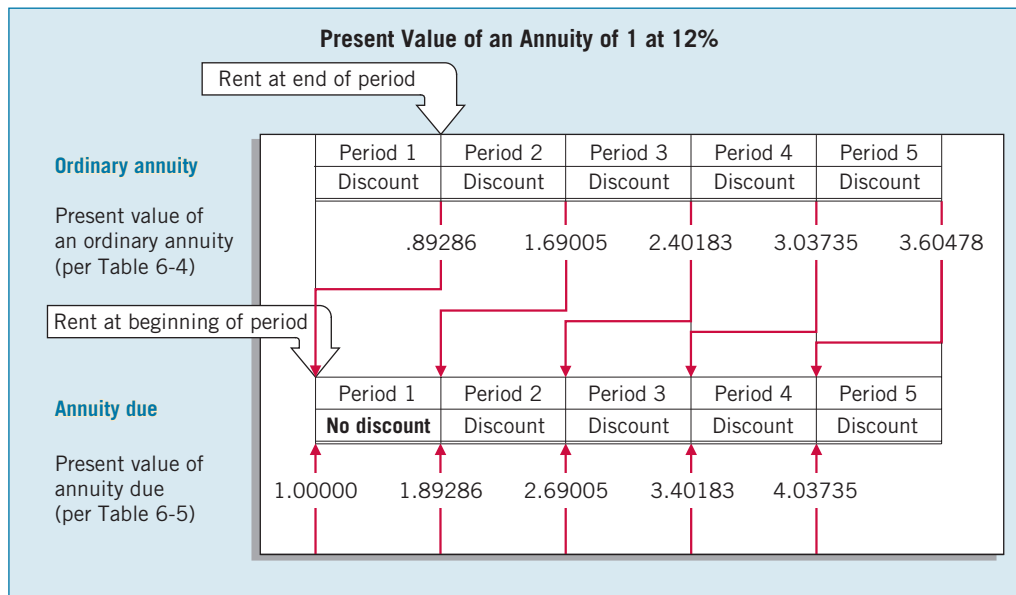 Present Value of an Annuity of 1 at 12%
Rent at end of period
Ordinary annuity
Period 1 Period 2 Period 3 Period 4 Period 5
Discount Discount Discount Discount Discount
Present value of
an ordinary annuity
(per Table 6-4)
.89286 1.69005 2.40183 3.03735 3.60478
Rent at beginning of period
Annuity due
Period 1 Period 2 Period 3 Period 4 Period 5
No discount Discount Discount Discount Discount
Present value of
annuity due
(per Table 6-5)
1.00000 1.89286 2.69005 3.40183 4.03735